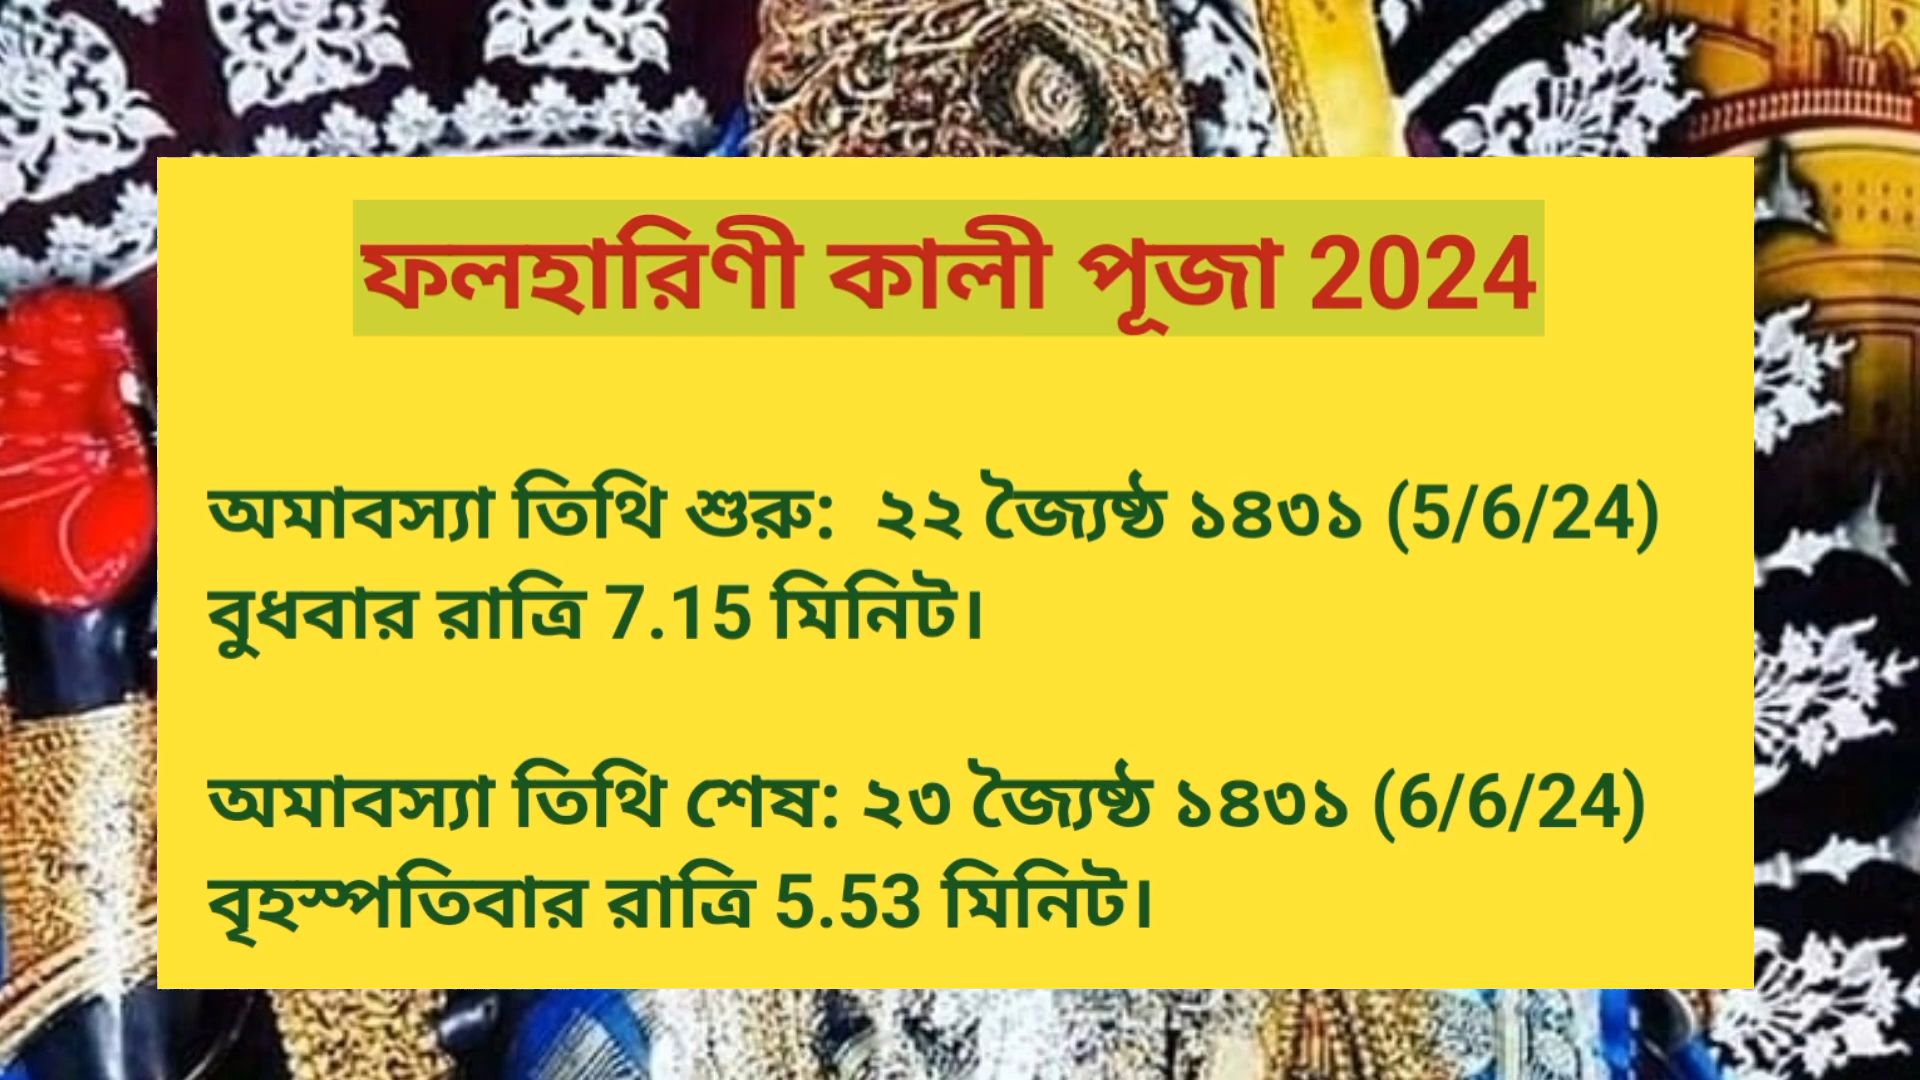 ফলহারিণী কালী পূজা 2024
অমাবস্যা তিথি শুরু: ২২ জ্যৈষ্ঠ ১৪৩১ (5/6/24)
বুধবার রাত্রি 7.15 মিনিট।
অমাবস্যা তিথি শেষ: ২৩ জ্যৈষ্ঠ ১৪৩১ (6/6/24)
বৃহস্পতিবার রাত্রি 5.53 মিনিট।